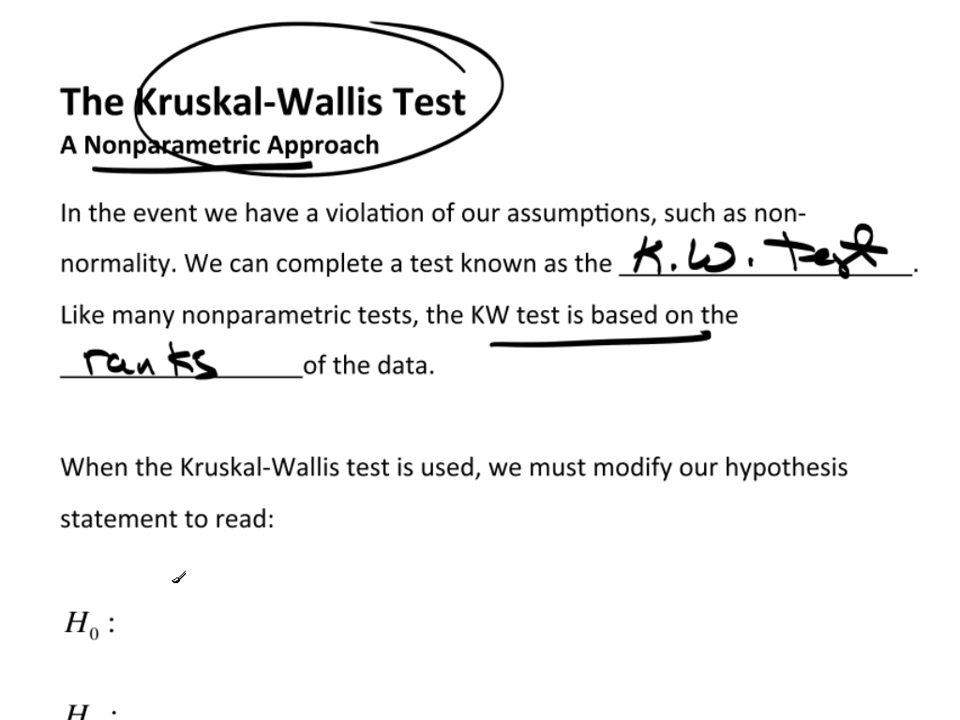 The Kruskal-Wallis Test
A Nonparametric Approach
In the event we have a violation of our assumptions, such as non-
normality. We can complete a test known as the K.W. Test.
Like many nonparametric tests, the KW test is based on the
ranks of the data.
When the Kruskal-Wallis test is used, we must modify our hypothesis
statement to read:
H₀ :
H :